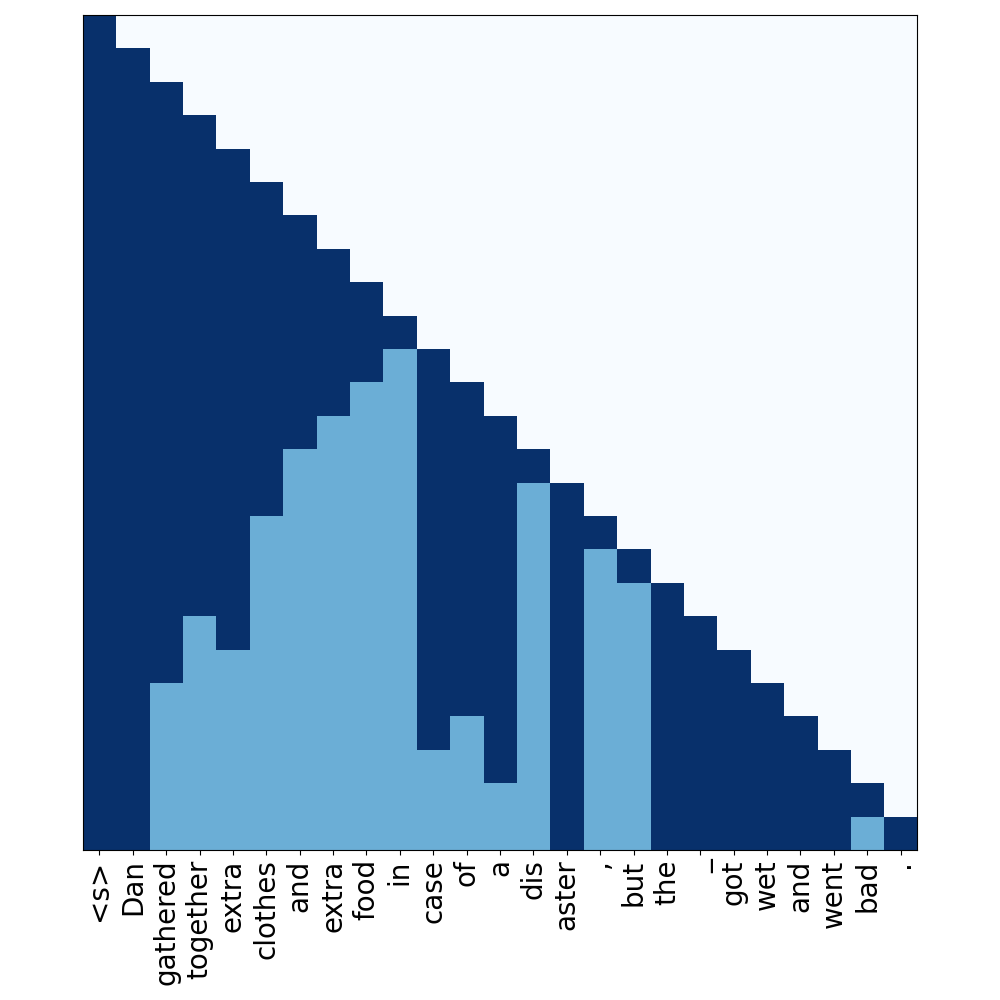 <s> Dan gathered together extra clothes and extra food in case of a dis aster , but the _ got wet and went bad .